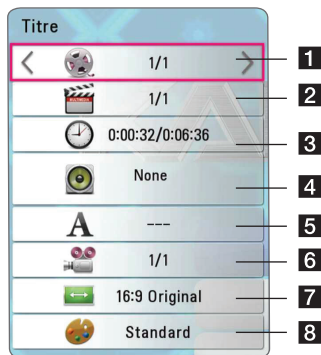 Titre
1/1 1
1/1 2
0:00:32/0:06:36 3
None 4
A --- 5
1/1 6
16:9 Original 7
Standard 8